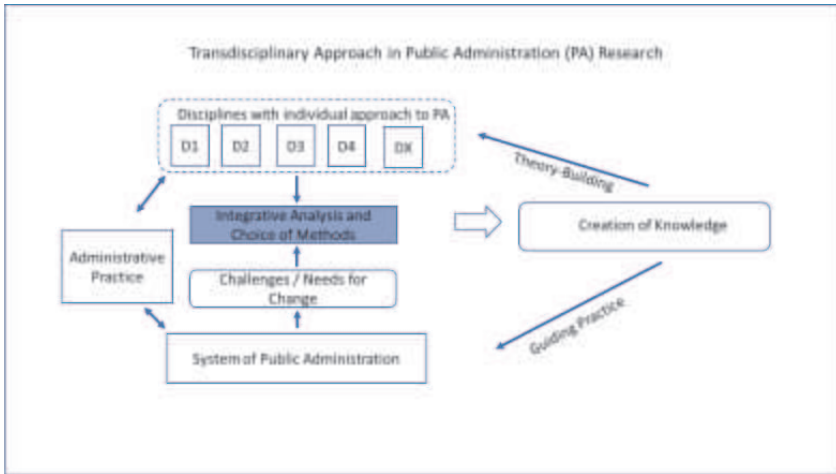 Transdisciplinary Approach in Public Administration (PA) Research
Disciplines with individual approach to PA
D1
D2
D3
D4
DX
Theory-Building
Integrative Analysis and
Choice of Methods
Creation of Knowledge
Administrative
Practice
Challenges / Needs for
Change
Guiding Practice
System of Public Administration